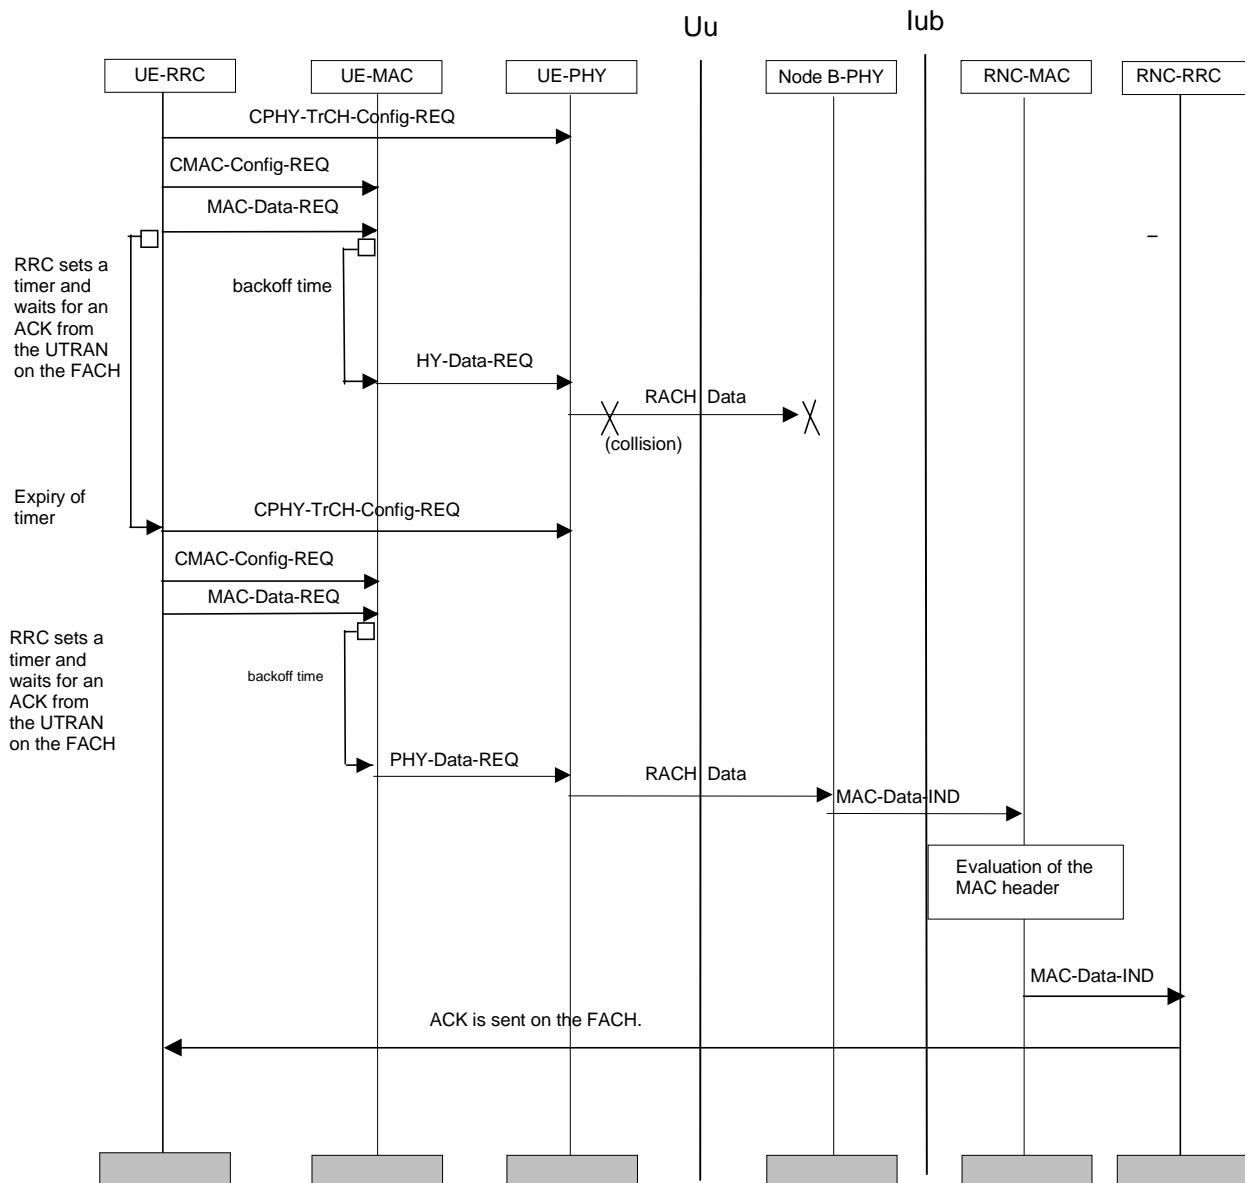 Uu
Iub
UE-RRC
UE-MAC
UE-PHY
Node B-PHY
RNC-MAC
RNC-RRC
CPHY-TrCH-Config-REQ
CMAC-Config-REQ
MAC-Data-REQ
RRC sets a
timer and
waits for an
ACK from
the UTRAN
on the FACH
backoff time
HY-Data-REQ
RACH Data
(collision)
Expiry of
timer
CPHY-TrCH-Config-REQ
CMAC-Config-REQ
MAC-Data-REQ
RRC sets a
timer and
waits for an
ACK from
the UTRAN
on the FACH
backoff time
PHY-Data-REQ
RACH Data
MAC-Data-IND
Evaluation of the
MAC header
MAC-Data-IND
ACK is sent on the FACH.